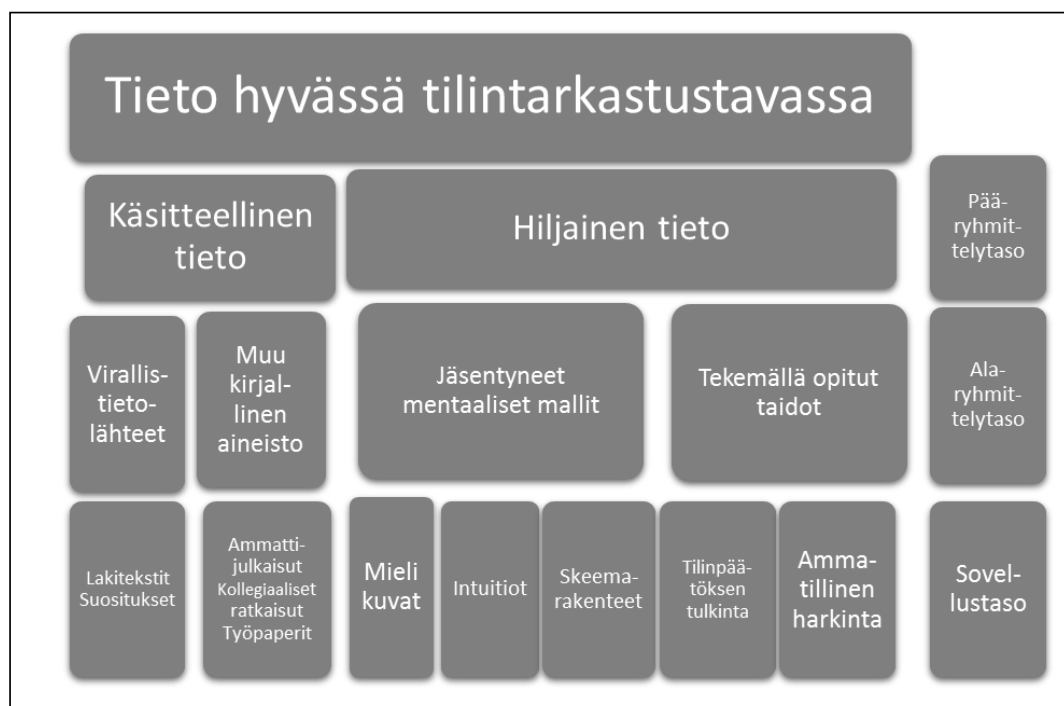 Tieto hyvässä tilintarkastustavassa
Käsitteellinen
tieto
Hiljainen tieto
Pää-
ryhmit-
telytaso
Virallis-
tieto-
lähteet
Muu
kirjal-
linen
aineisto
Jäsentyneet
mentaaliset mallit
Tekemällä opitut
taidot
Ala-
ryhmit-
telytaso
Lakitekstit
Suositukset
Ammatti-
julkaisut
Kollegiaaliset
ratkaisut
Työpaperit
Mieli
kuvat
Intuitiot
Skeema-
rakenteet
Tilinpää-
töksen
tulkinta
Amma-
tillinen
harkinta
Sovel-
lustaso